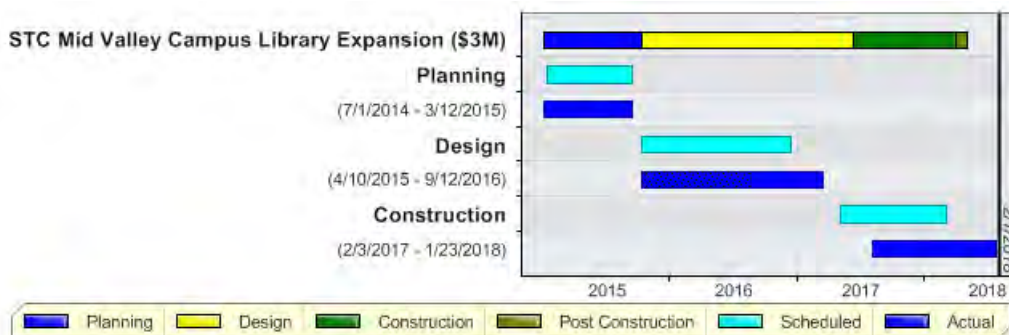 STC Mid Valley Campus Library Expansion ($3M)
Planning
(7/1/2014 - 3/12/2015)
Design
(4/10/2015 - 9/12/2016)
Construction
(2/3/2017 - 1/23/2018)
2015 2016 2017 2018
Planning Design Construction Post Construction Scheduled Actual